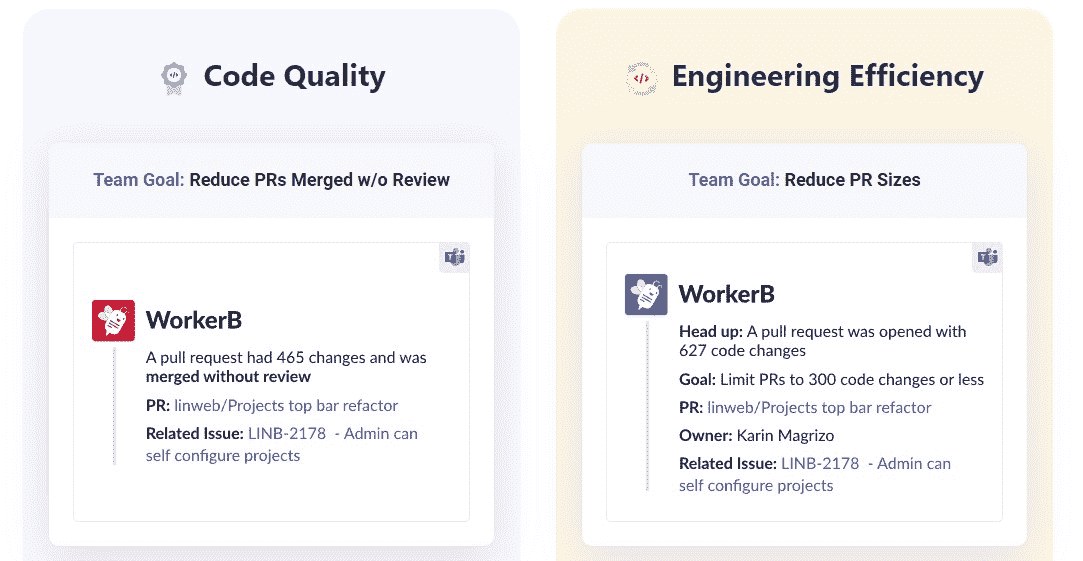 Code Quality
Team Goal: Reduce PRs Merged w/o Review
WorkerB
A pull request had 465 changes and was
merged without review
PR: linweb/Projects top bar refactor
Related Issue: LINB-2178 - Admin can
self configure projects
Engineering Efficiency
Team Goal: Reduce PR Sizes
WorkerB
Head up: A pull request was opened with
627 code changes
Goal: Limit PRs to 300 code changes or less
PR: linweb/Projects top bar refactor
Owner: Karin Magrizo
Related Issue: LINB-2178 - Admin can
self configure projects